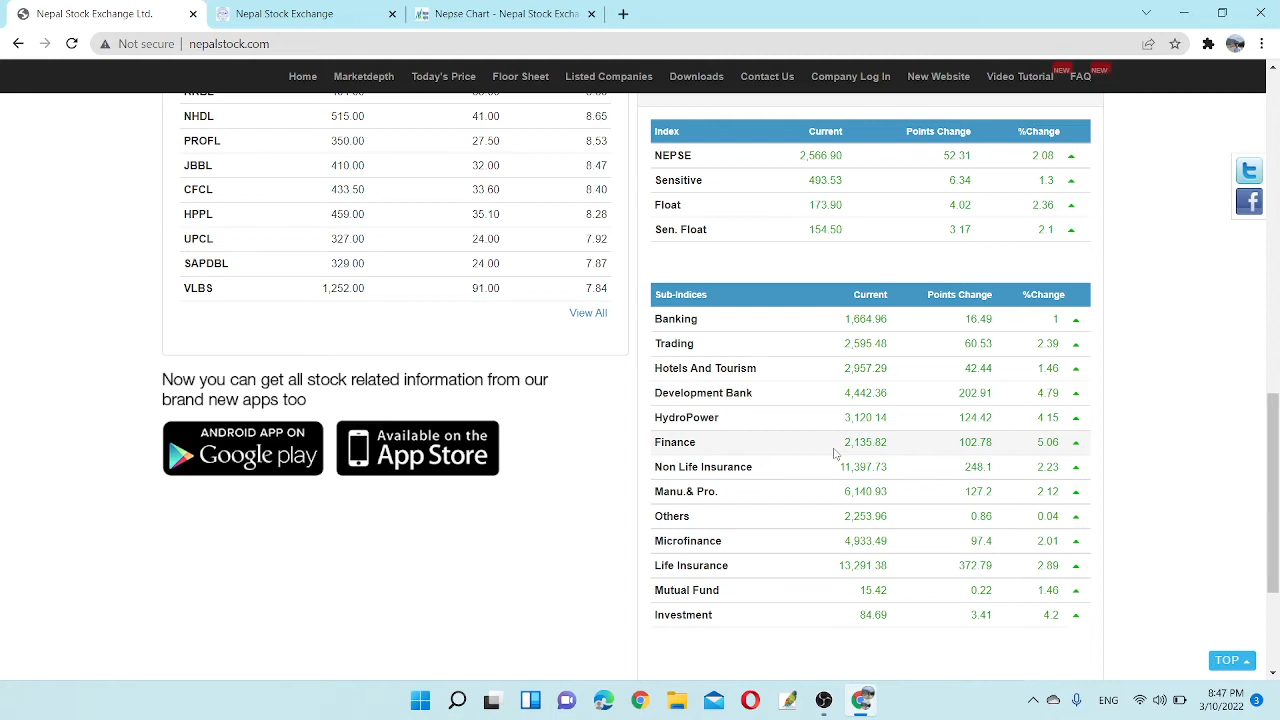 Nepal Stock Exchange Ltd.
Nepal Stock Exchange
Nepse Chart - Nepal Stock Excha
Not secure
nepalstock.com
Home Marketdepth Today's Price Floor Sheet Listed Companies Downloads Contact Us Company Log In New Website Video Tutorial NEW FAQ NEW
NHDL 515.00 41.00 8.65
PROFL 350.00 27.50 8.53
JBBL 410.00 32.00 8.47
CFCL 433.50 33.60 8.40
HPPL 459.00 35.10 8.28
UPCL 327.00 24.00 7.92
SAPDBL 329.00 24.00 7.87
VLBS 1,252.00 91.00 7.84
View All
Now you can get all stock related information from our
brand new apps too
ANDROID APP ON
Google play
Available on the
App Store
Index Current Points Change %Change
NEPSE 2,566.90 52.31 2.08
Sensitive 493.53 6.34 1.3
Float 173.90 4.02 2.36
Sen. Float 154.50 3.17 2.1
Sub-Indices Current Points Change %Change
Banking 1,664.96 16.49 1
Trading 2,595.48 60.53 2.39
Hotels And Tourism 2,957.29 42.44 1.46
Development Bank 4,442.36 202.91 4.79
HydroPower 3,120.14 124.42 4.15
Finance 2,135.82 102.78 5.06
Non Life Insurance 11,397.73 248.1 2.23
Manu.& Pro. 6,140.93 127.2 2.12
Others 2,253.96 0.86 0.04
Microfinance 4,933.49 97.4 2.01
Life Insurance 13,291.38 372.79 2.89
Mutual Fund 15.42 0.22 1.46
Investment 84.69 3.41 4.2
TOP
ENG
8:47 PM
3/10/2022
3